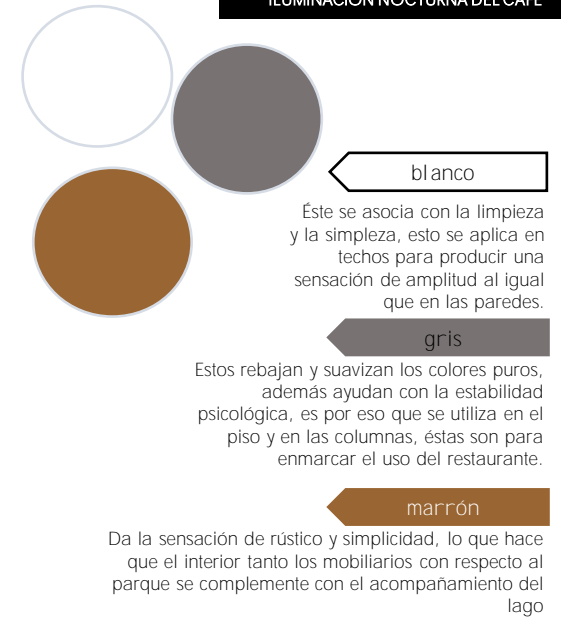 ILUMINACIÓN NOCTURNA DEL CAFÉ
blanco
Éste se asocia con la limpieza
y la simpleza, esto se aplica en
techos para producir una
sensación de amplitud al igual
que en las paredes.
gris
Estos rebajan y suavizan los colores puros,
además ayudan con la estabilidad
psicológica, es por eso que se utiliza en el
piso y en las columnas, éstas son para
enmarcar el uso del restaurante.
marrón
Da la sensación de rústico y simplicidad, lo que hace
que el interior tanto los mobiliarios con respecto al
parque se complemente con el acompañamiento del
lago